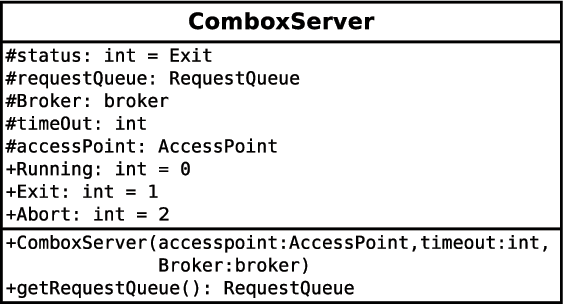 ComboxServer
#status: int = Exit
#requestQueue: RequestQueue
#Broker: broker
#timeOut: int
#accessPoint: AccessPoint
+Running: int = 0
+Exit: int = 1
+Abort: int = 2
+ComboxServer(accesspoint:AccessPoint,timeout:int,
Broker:broker)
+getRequestQueue(): RequestQueue